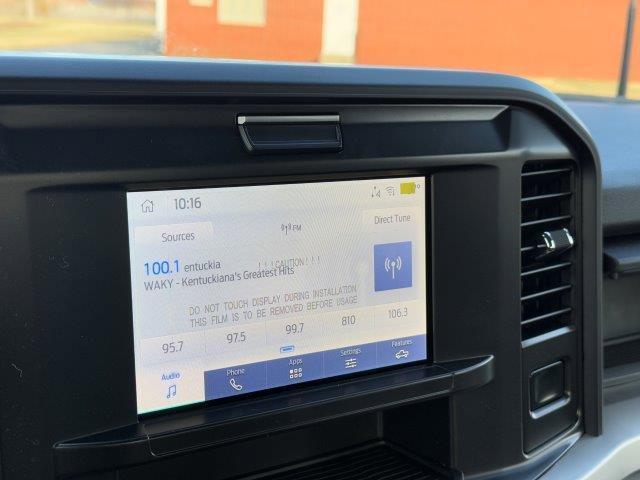 10:16
Direct Tune
Sources
FM
100.1 entuckia
! ! ! CAUTION ! ! !
WAKY - Kentuckiana's Greatest Hits
DO NOT TOUCH DISPLAY DURING INSTALLATION
THIS FILM IS TO BE REMOVED BEFORE USAGE
95.7 97.5 99.7 810 106.3
Audio Phone Apps Settings Features